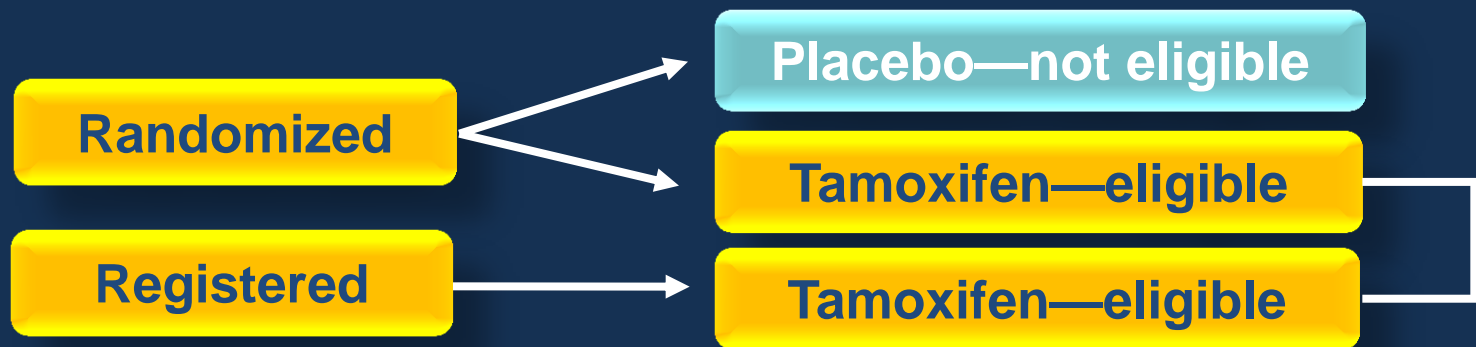 Placebo—not eligible
Randomized
Tamoxifen—eligible
Registered
Tamoxifen—eligible